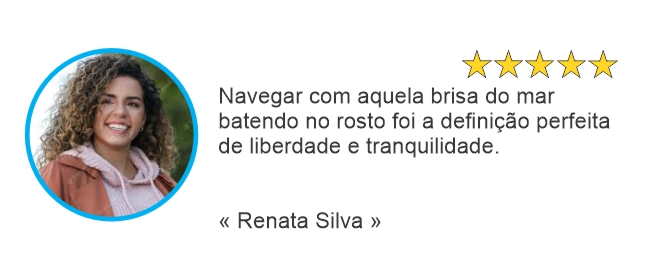 Navegar com aquela brisa do mar
batendo no rosto foi a definição perfeita
de liberdade e tranquilidade.
« Renata Silva »